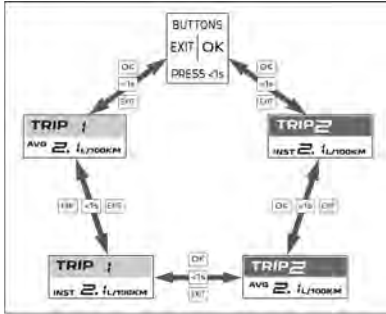 BUTTONS
EXIT OK
PRESS <1s
OK
<1s
EXIT
OK
<1s
EXIT
TRIP 1
AVG 2.1L/100KM
TRIP 2
INST 2.1L/100KM
<1s EXIT
OK <1s EXIT
TRIP 1
INST 2.1L/100KM
OK
<1s
EXIT
TRIP 2
AVG 2.1L/100KM